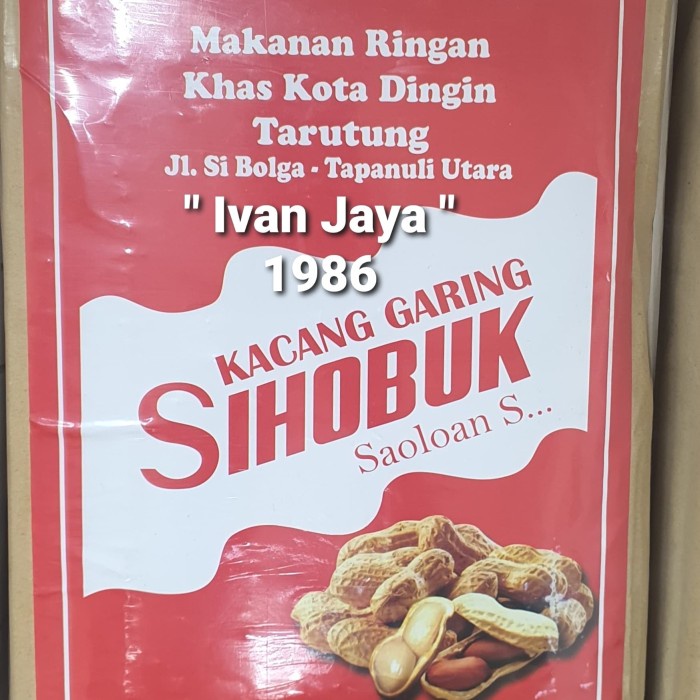 Makanan Ringan
Khas Kota Dingin
Tarutung
Jl. Si Bolga - Tapanuli Utara
" Ivan Jaya "
1986
KACANG GARING
SIHOBUK
Saoloan S...